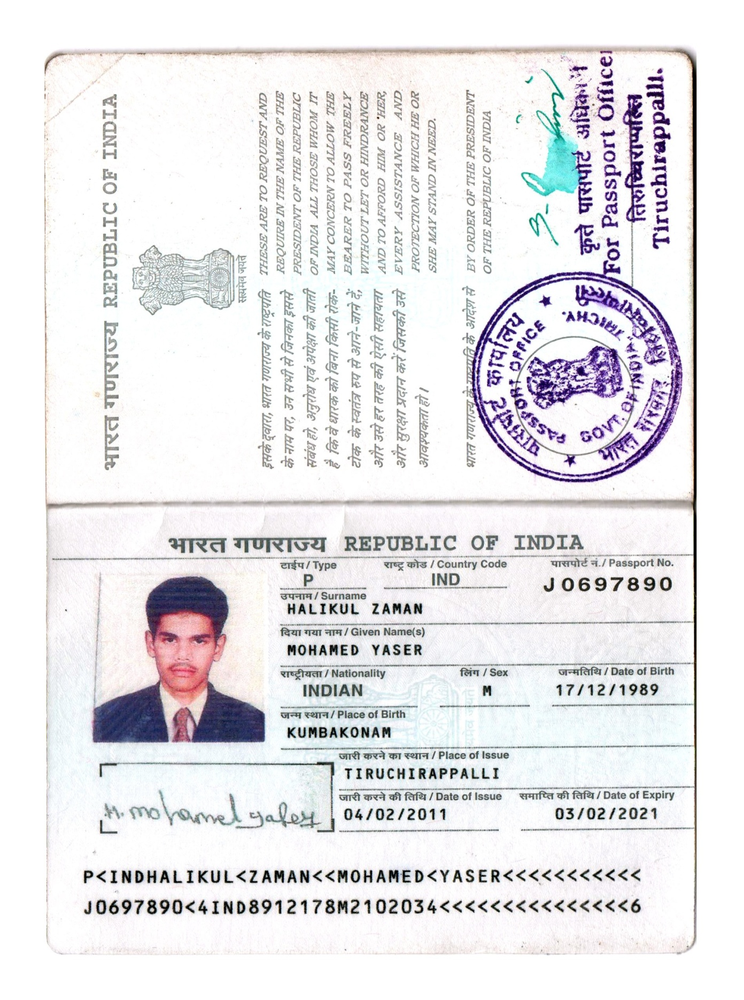 भारत गणराज्य REPUBLIC OF INDIA
सत्यमेव जयते
इसके द्वारा, भारत गणराज्य के राष्ट्रपति
के नाम पर, उन सभी से जिनका इससे
संबंध हो, अनुरोध एवं अपेक्षा की जाती
है कि वे धारक को बिना किसी रोक-
टोक के स्वतंत्र रुप से आने-जाने दें,
और उसे हर तरह की ऐसी सहायता
और सुरक्षा प्रदान करें जिसकी उसे
आवश्यकता हो।
THESE ARE TO REQUEST AND
REQUIRE IN THE NAME OF THE
PRESIDENT OF THE REPUBLIC
OF INDIA ALL THOSE WHOM IT
MAY CONCERN TO ALLOW THE
BEARER TO PASS FREELY
WITHOUT LET OR HINDRANCE
AND TO AFFORD HIM OR HER,
EVERY ASSISTANCE AND
PROTECTION OF WHICH HE OR
SHE MAY STAND IN NEED.
भारत गणराज्य के राष्ट्रपति के आदेश से
BY ORDER OF THE PRESIDENT
OF THE REPUBLIC OF INDIA
पासपोर्ट कार्यालय
PASSPORT OFFICE
GOVT. OF INDIA, TRICHY.
भारत सरकार
कृते पासपोर्ट अधिकारी
For Passport Officer
तिरुच्चिराप्पल्लि
Tiruchirappalli.
भारत गणराज्य REPUBLIC OF INDIA
टाईप / Type राष्ट्र कोड / Country Code पासपोर्ट नं. / Passport No.
P IND J0697890
उपनाम / Surname
HALIKUL ZAMAN
दिया गया नाम / Given Name(s)
MOHAMED YASER
राष्ट्रीयता / Nationality लिंग / Sex जन्मतिथि / Date of Birth
INDIAN M 17/12/1989
जन्म स्थान / Place of Birth
KUMBAKONAM
जारी करने का स्थान / Place of Issue
TIRUCHIRAPPALLI
जारी करने की तिथि / Date of Issue समाप्ति की तिथि / Date of Expiry
04/02/2011 03/02/2021
H. mohamed yaser
P<INDHALIKUL<ZAMAN<<MOHAMED<YASER<<<<<<<<<<<
J0697890<4IND8912178M2102034<<<<<<<<<<<<<<<6